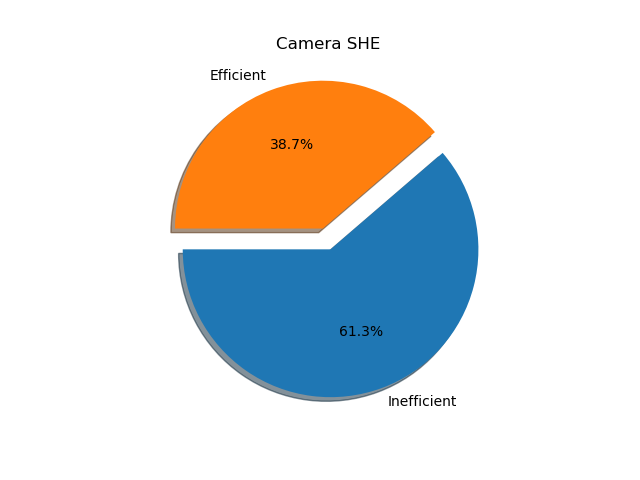 Camera SHE
Efficient
38.7%
61.3%
Inefficient